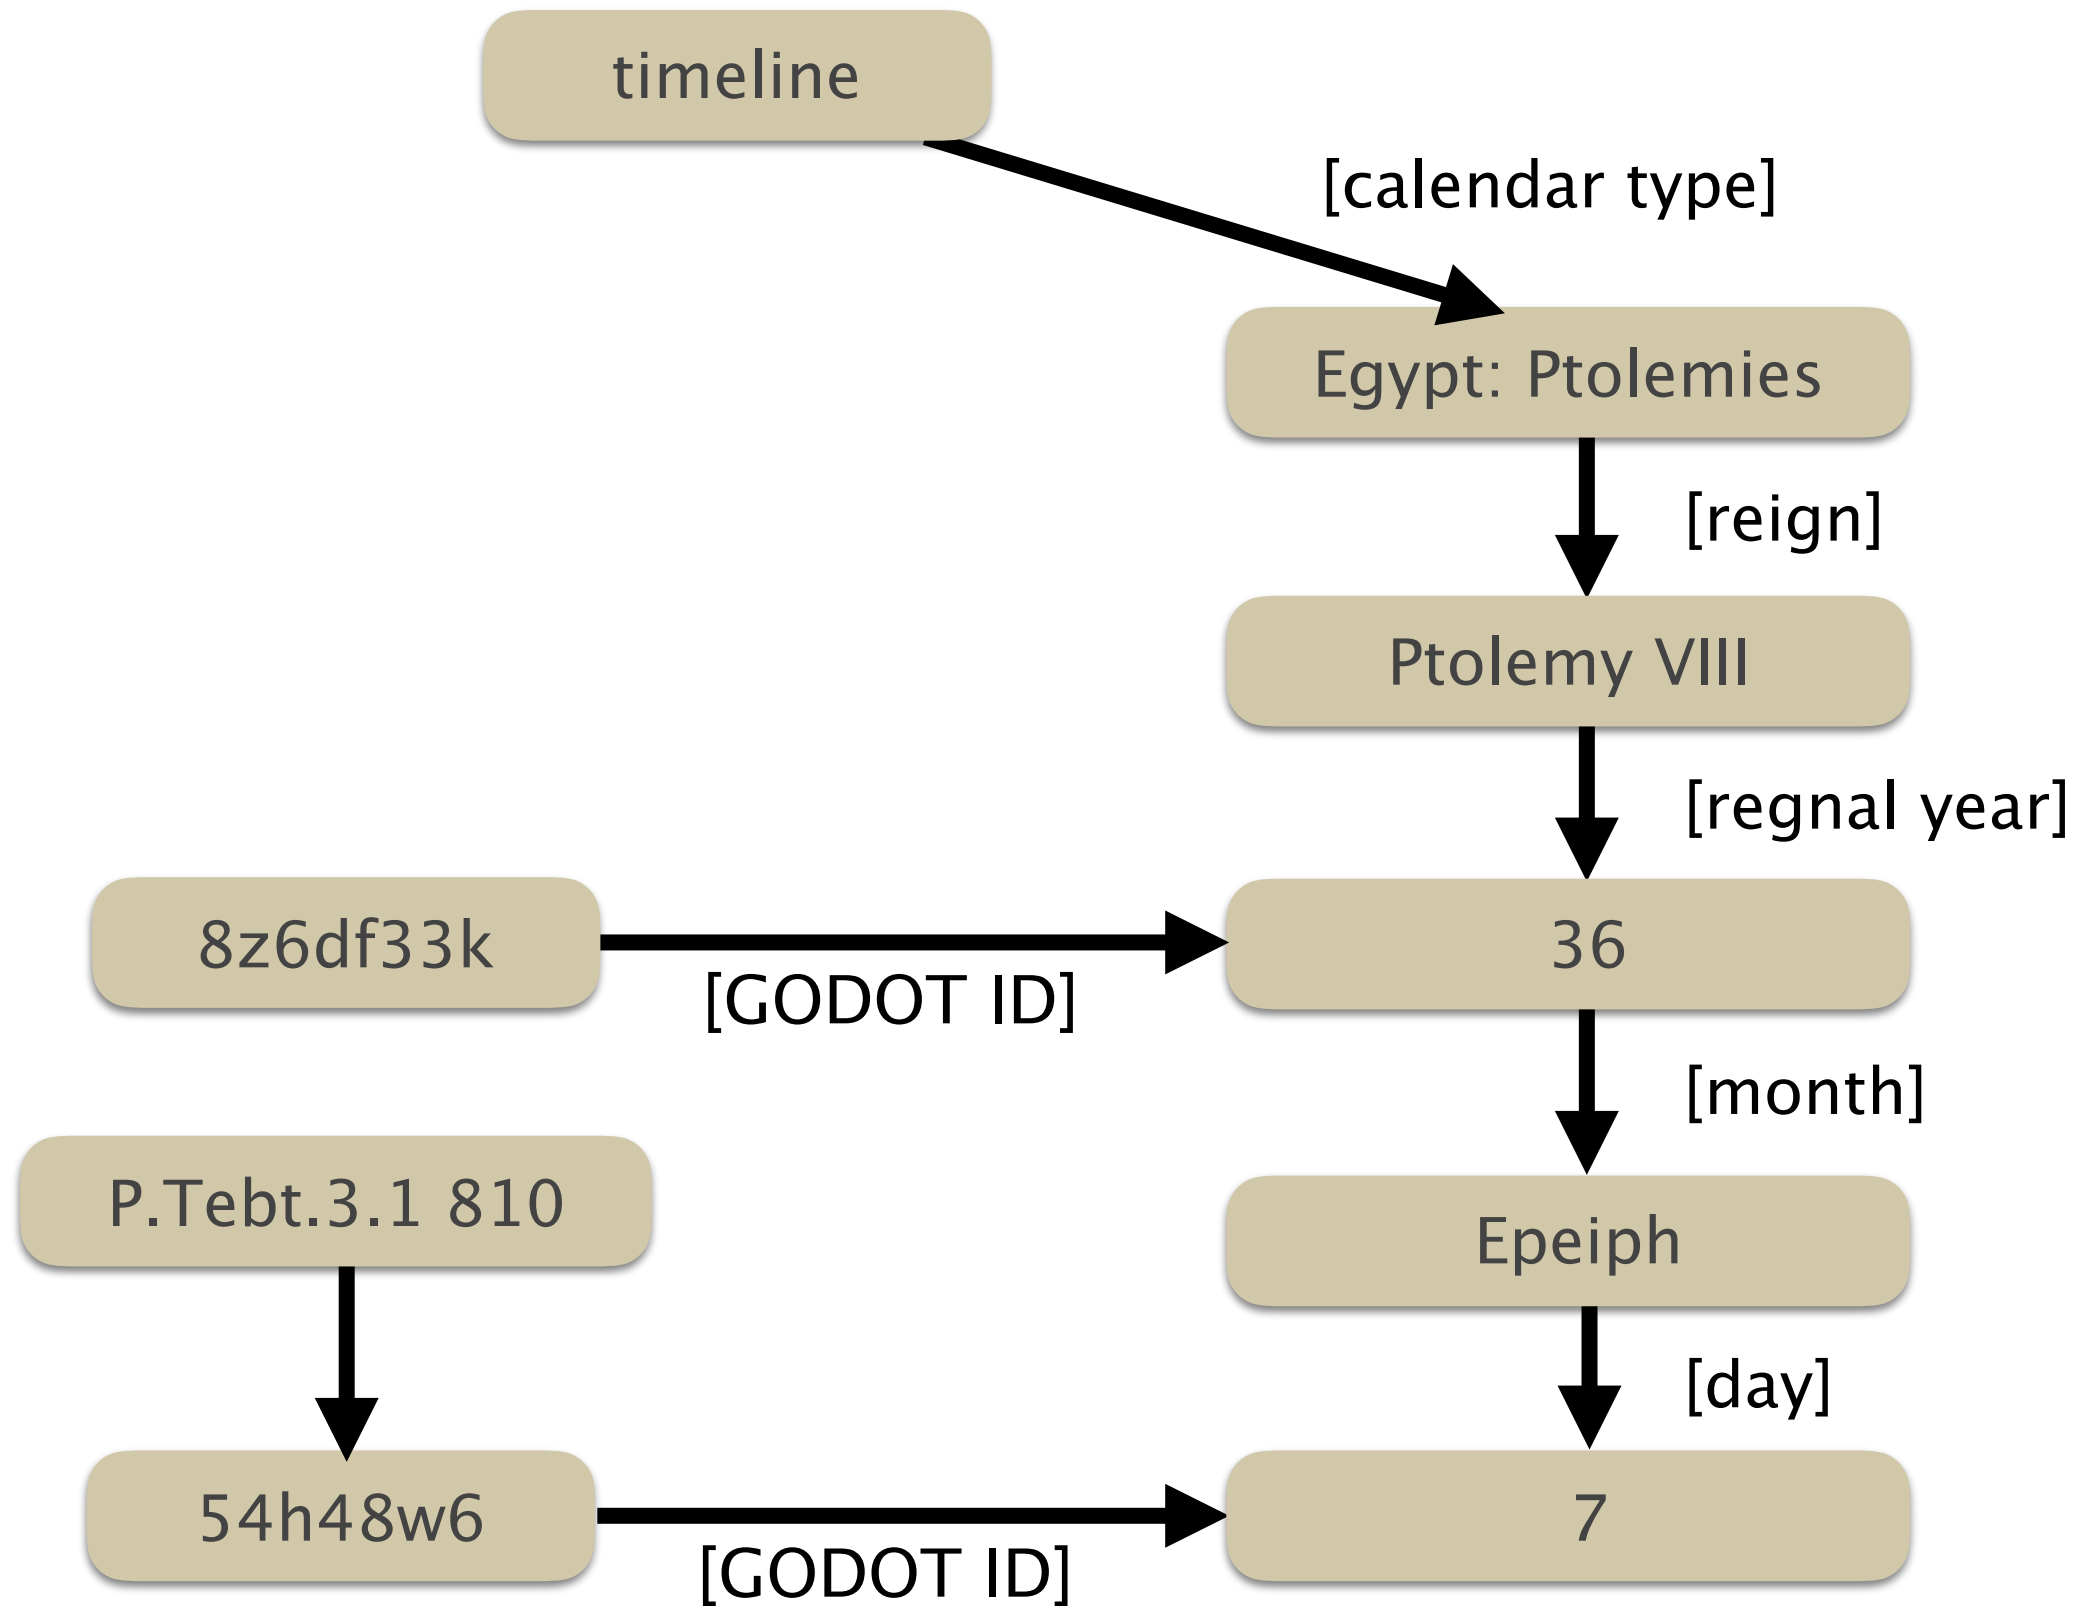 timeline
[calendar type]
Egypt: Ptolemies
[reign]
Ptolemy VIII
[regnal year]
8z6df33k
[GODOT ID]
36
[month]
P.Tebt.3.1 810
Epeiph
[day]
54h48w6
[GODOT ID]
7